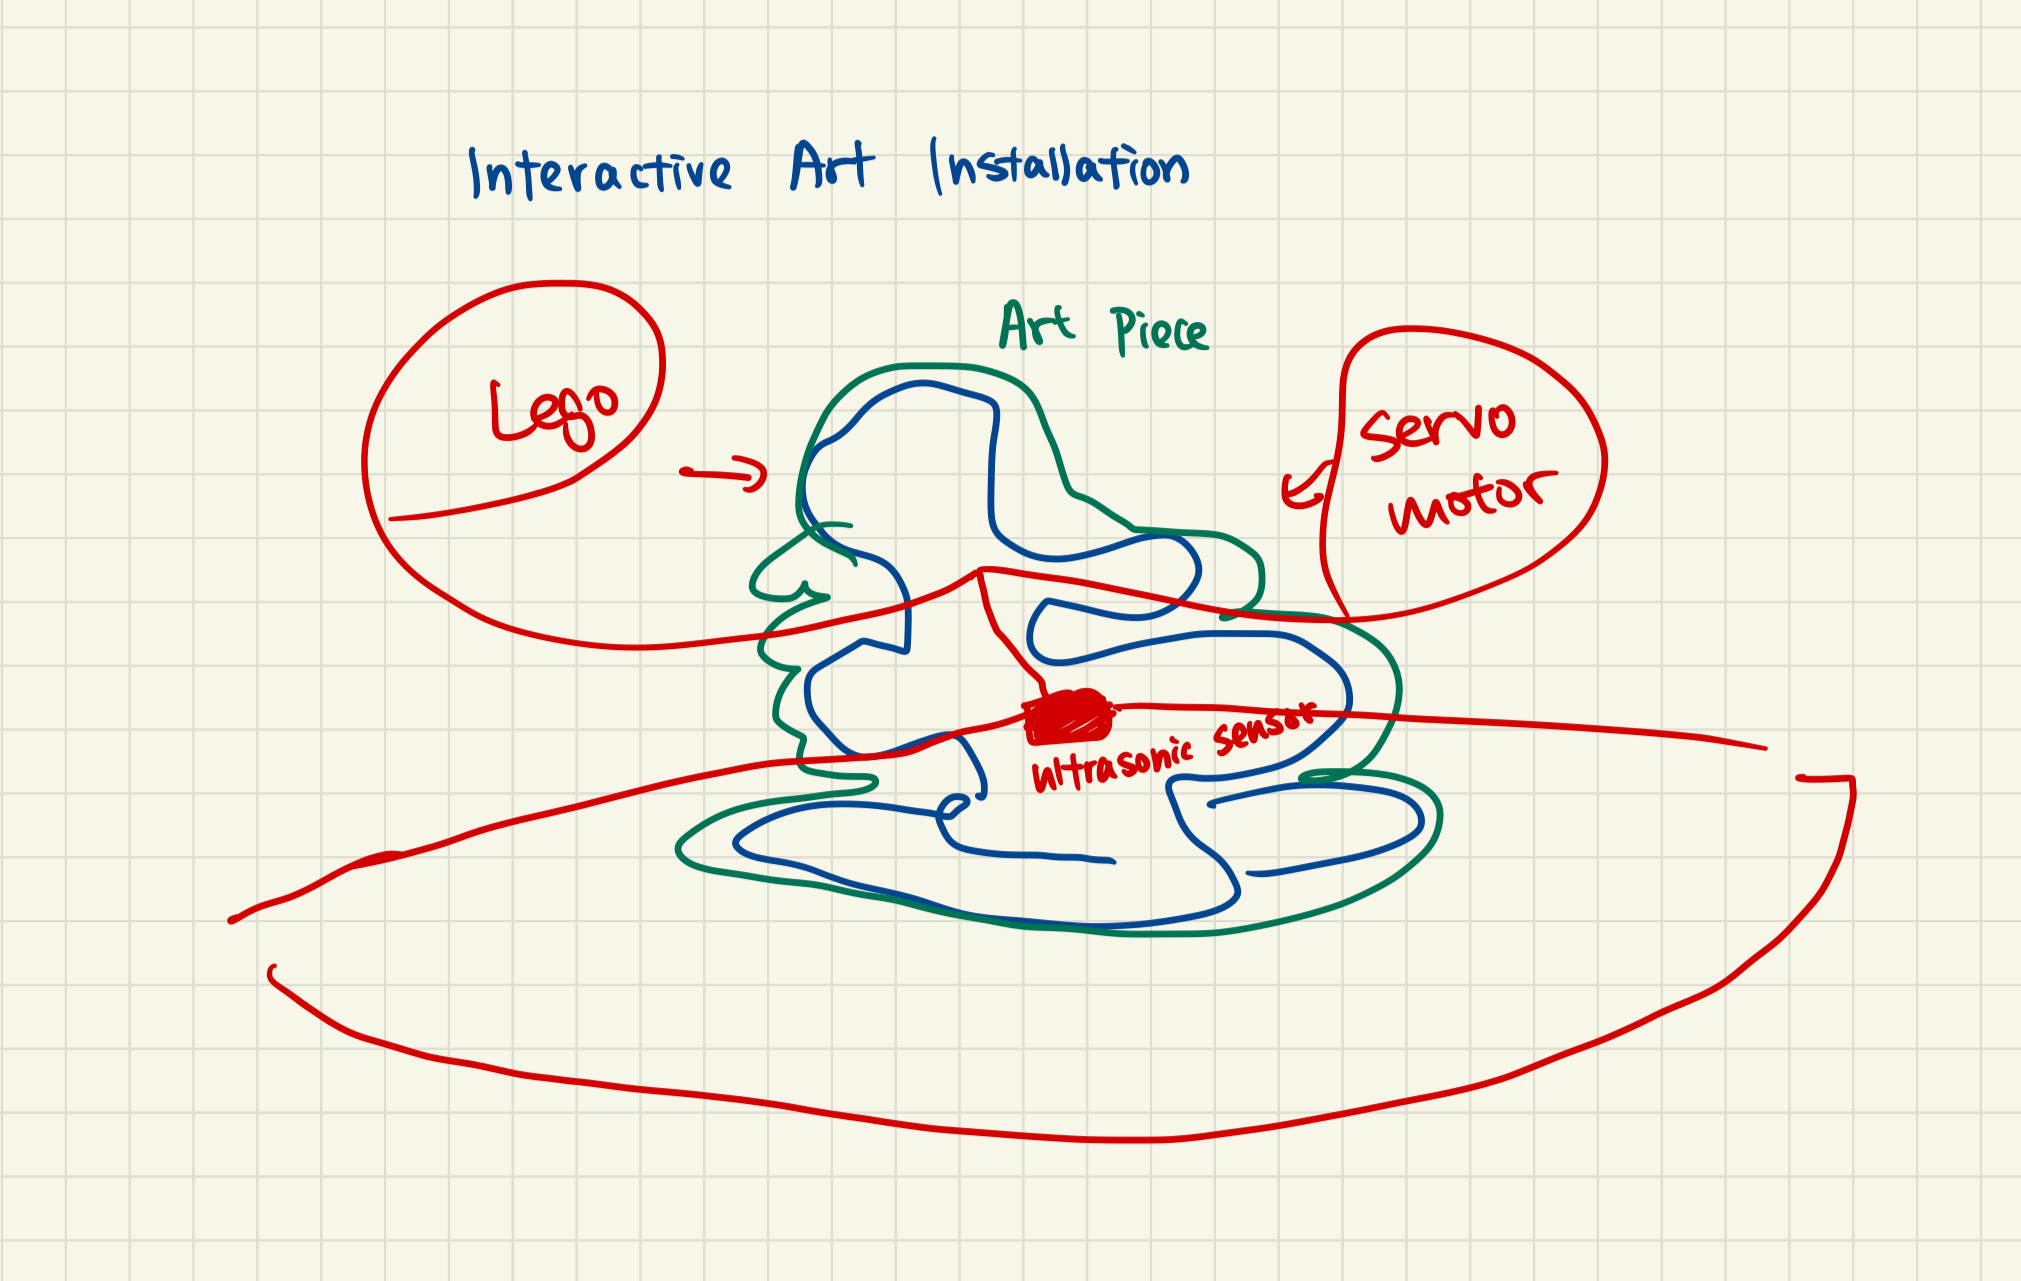 Interactive Art Installation
Art Piece
Lego
Servo
motor
ultrasonic sensor